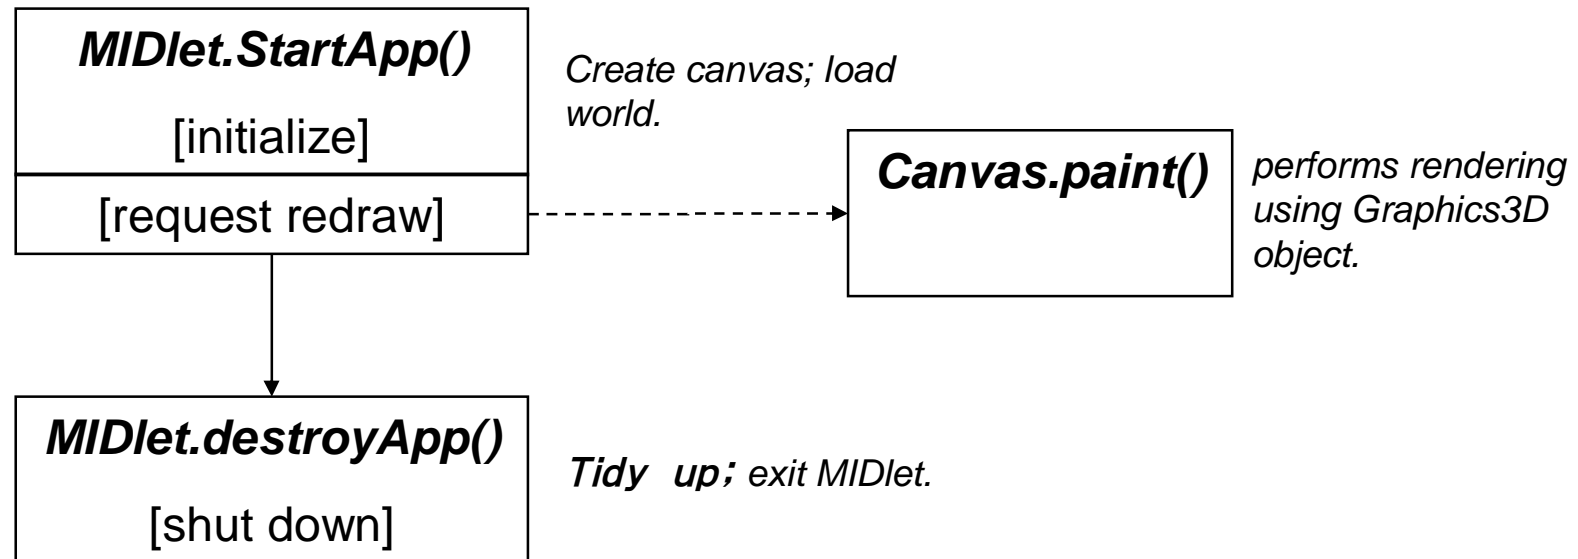 MIDlet.StartApp()
[initialize]
[request redraw]
Create canvas; load
world.
Canvas.paint()
performs rendering
using Graphics3D
object.
MIDlet.destroyApp()
[shut down]
Tidy up; exit MIDlet.